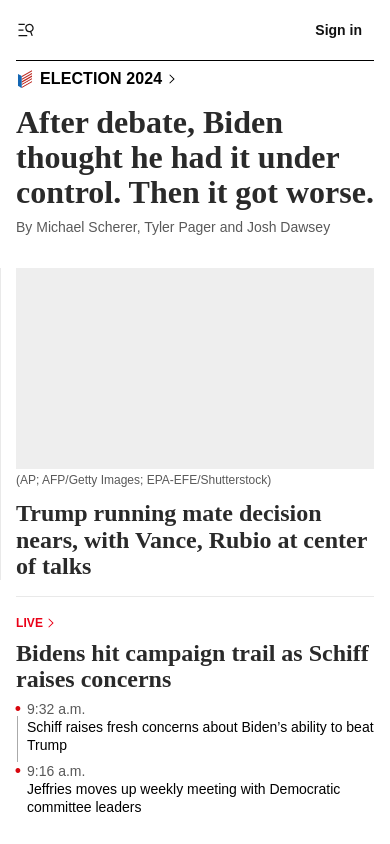 Sign in
ELECTION 2024
After debate, Biden
thought he had it under
control. Then it got worse.
By Michael Scherer, Tyler Pager and Josh Dawsey
(AP; AFP/Getty Images; EPA-EFE/Shutterstock)
Trump running mate decision
nears, with Vance, Rubio at center
of talks
LIVE
Bidens hit campaign trail as Schiff
raises concerns
9:32 a.m.
Schiff raises fresh concerns about Biden’s ability to beat
Trump
9:16 a.m.
Jeffries moves up weekly meeting with Democratic
committee leaders